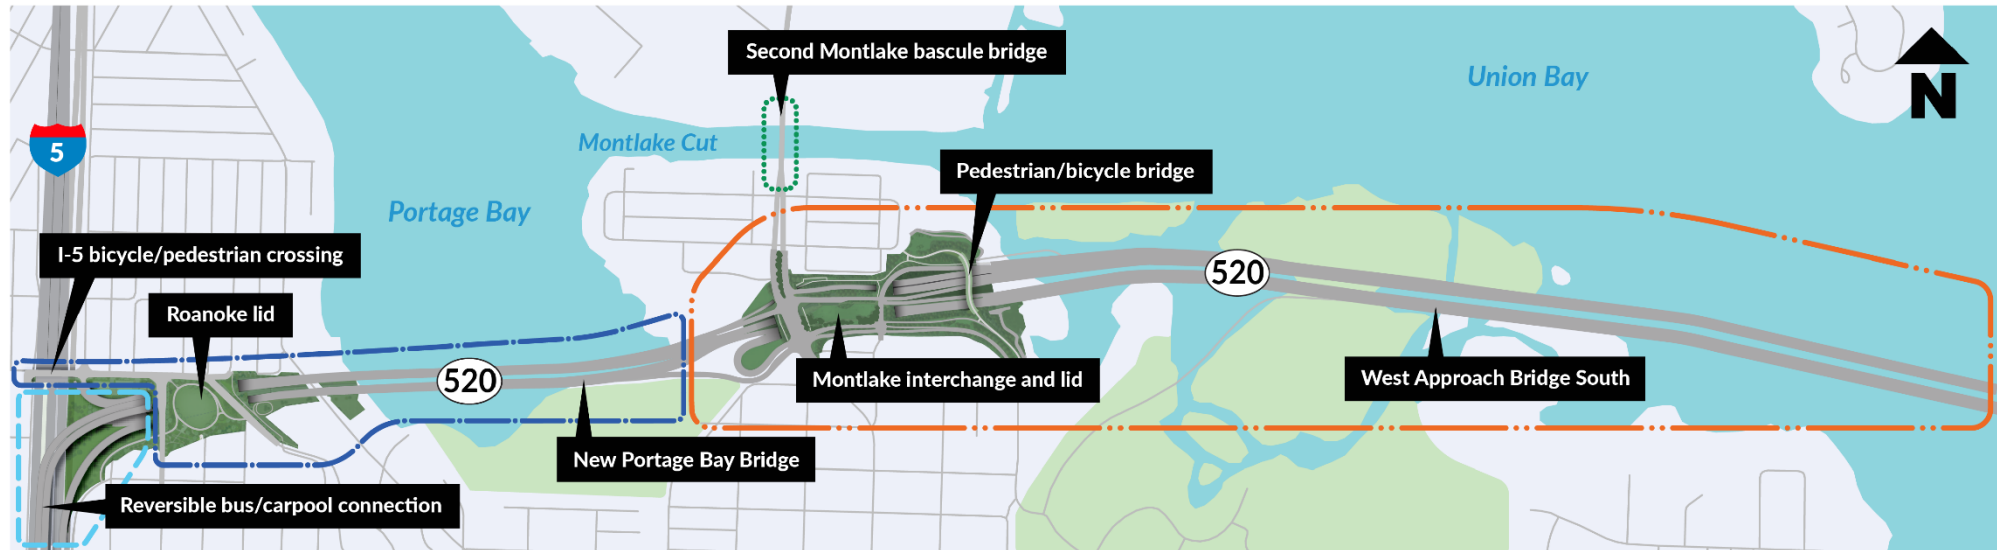 Second Montlake bascule bridge
Union Bay
N
5
Montlake Cut
Pedestrian/bicycle bridge
Portage Bay
I-5 bicycle/pedestrian crossing
520
Roanoke lid
520
Montlake interchange and lid
West Approach Bridge South
New Portage Bay Bridge
Reversible bus/carpool connection